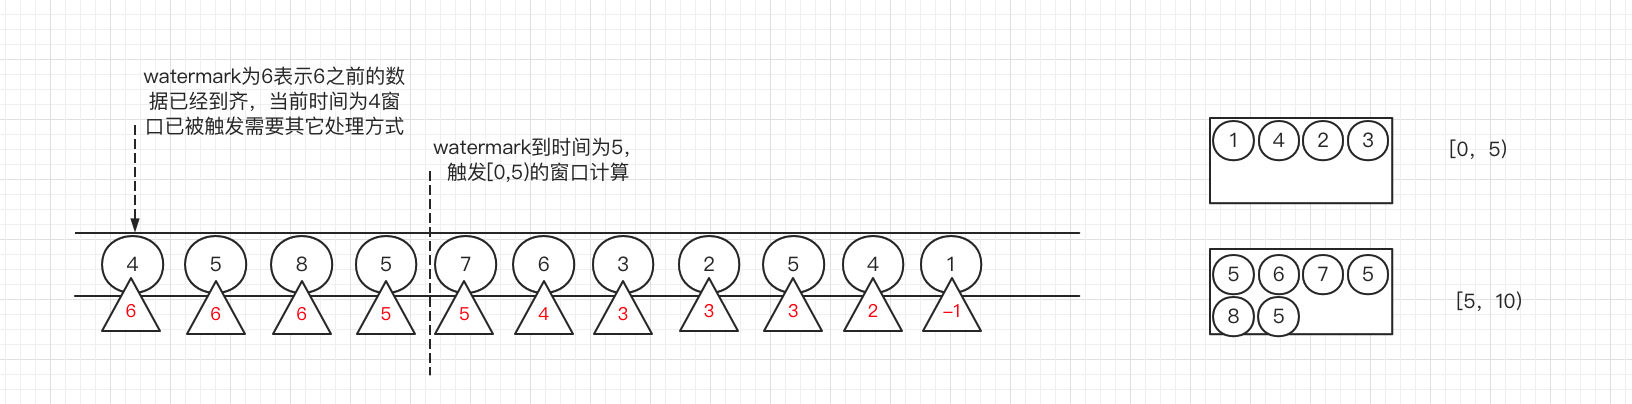 watermark为6表示6之前的数
据已经到齐，当前时间为4窗
口已被触发需要其它处理方式
watermark到时间为5，
触发[0,5)的窗口计算
4 5 8 5 7 6 3 2 5 4 1
6 6 6 5 5 4 3 3 3 2 -1
1 4 2 3
[0，5)
5 6 7 5
8 5
[5，10)